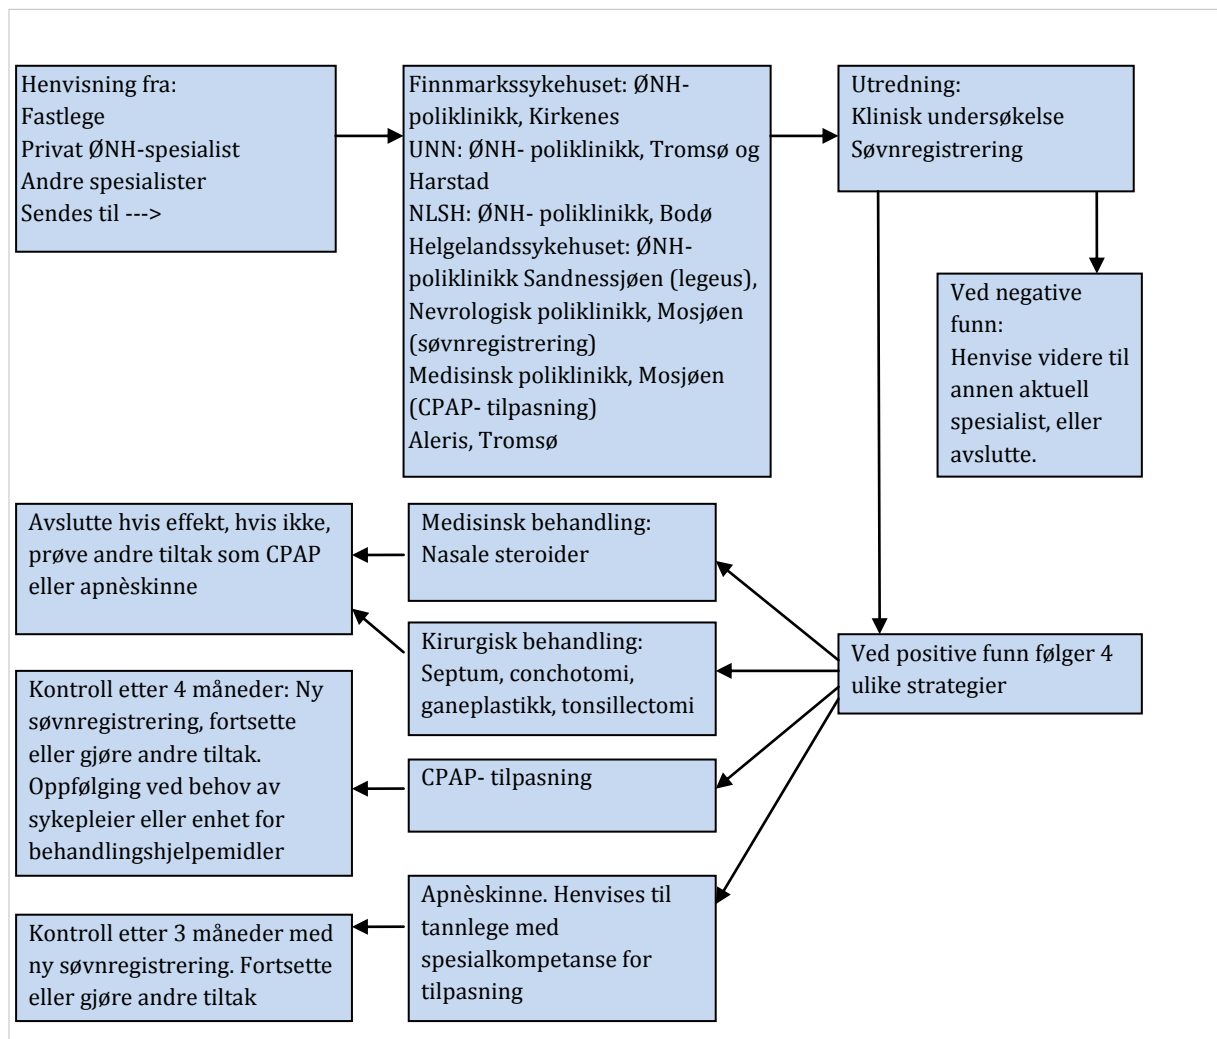 Henvisning fra:
Fastlege
Privat ØNH-spesialist
Andre spesialister
Sendes til --->
Finnmarkssykehuset: ØNH-
poliklinikk, Kirkenes
UNN: ØNH- poliklinikk, Tromsø og
Harstad
NLSH: ØNH- poliklinikk, Bodø
Helgelandssykehuset: ØNH-
poliklinikk Sandnessjøen (legeus),
Nevrologisk poliklinikk, Mosjøen
(søvnregistrering)
Medisinsk poliklinikk, Mosjøen
(CPAP- tilpasning)
Aleris, Tromsø
Utredning:
Klinisk undersøkelse
Søvnregistrering
Ved negative
funn:
Henvise videre til
annen aktuell
spesialist, eller
avslutte.
Ved positive funn følger 4
ulike strategier
Medisinsk behandling:
Nasale steroider
Avslutte hvis effekt, hvis ikke,
prøve andre tiltak som CPAP
eller apnèskinne
Kirurgisk behandling:
Septum, conchotomi,
ganeplastikk, tonsillectomi
CPAP- tilpasning
Kontroll etter 4 måneder: Ny
søvnregistrering, fortsette
eller gjøre andre tiltak.
Oppfølging ved behov av
sykepleier eller enhet for
behandlingshjelpemidler
Apnèskinne. Henvises til
tannlege med
spesialkompetanse for
tilpasning
Kontroll etter 3 måneder med
ny søvnregistrering. Fortsette
eller gjøre andre tiltak